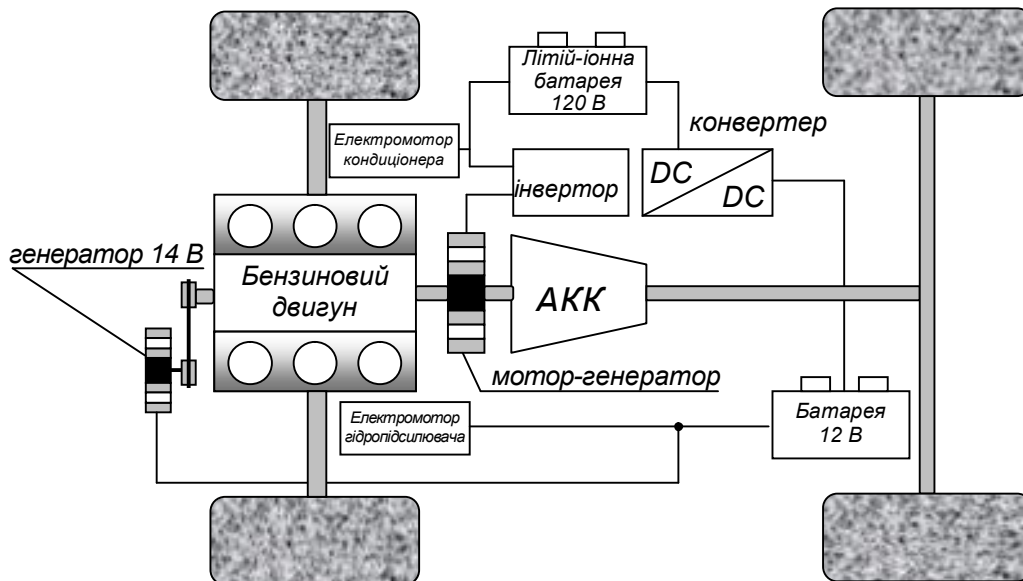 Літій-іонна
батарея
120 В
Електромотор
кондиціонера
конвертер
інвертор
DC
DC
генератор 14 В
Бензиновий
двигун
АКК
мотор-генератор
Електромотор
гідропідсилювача
Батарея
12 В